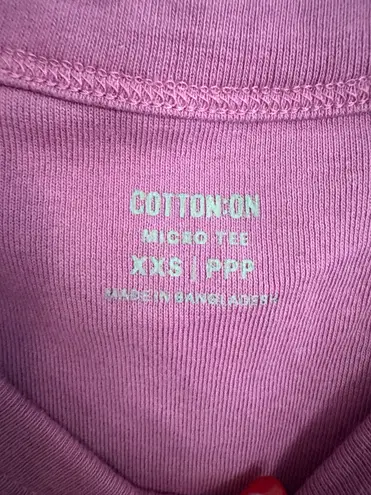 COTTON:ON
MICRO TEE
XXS | PPP
MADE IN BANGLADESH